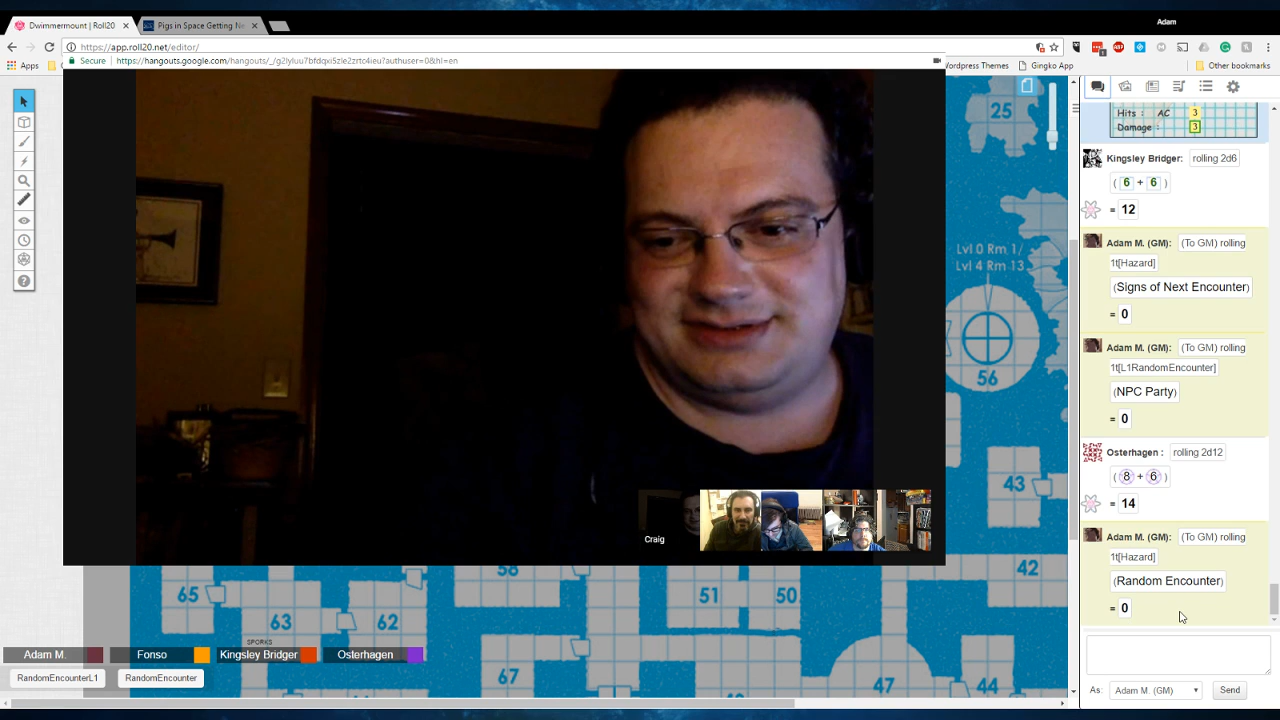 Adam
Dwimmermount | Roll20
Pigs in Space Getting Ne
https://app.roll20.net/editor/
Apps
Wordpress Themes
Gingko App
Other bookmarks
Secure
https://hangouts.google.com/hangouts/_/g2lyluu7bfdqxi5zle2zrtc4ieu?authuser=0&hl=en
25
Lvl 0 Rm 1/
Lvl 4 Rm 13
56
43
42
58
65
63
62
51
50
67
47
44
Craig
Hits : AC 3
Damage : 3
Kingsley Bridger: rolling 2d6
( 6 + 6 )
= 12
Adam M. (GM): (To GM) rolling
1t[Hazard]
(Signs of Next Encounter)
= 0
Adam M. (GM): (To GM) rolling
1t[L1RandomEncounter]
(NPC Party)
= 0
Osterhagen : rolling 2d12
( 8 + 6 )
= 14
Adam M. (GM): (To GM) rolling
1t[Hazard]
(Random Encounter)
= 0
SPORKS
Adam M.
Fonso
Kingsley Bridger
Osterhagen
RandomEncounterL1
RandomEncounter
As: Adam M. (GM)
Send